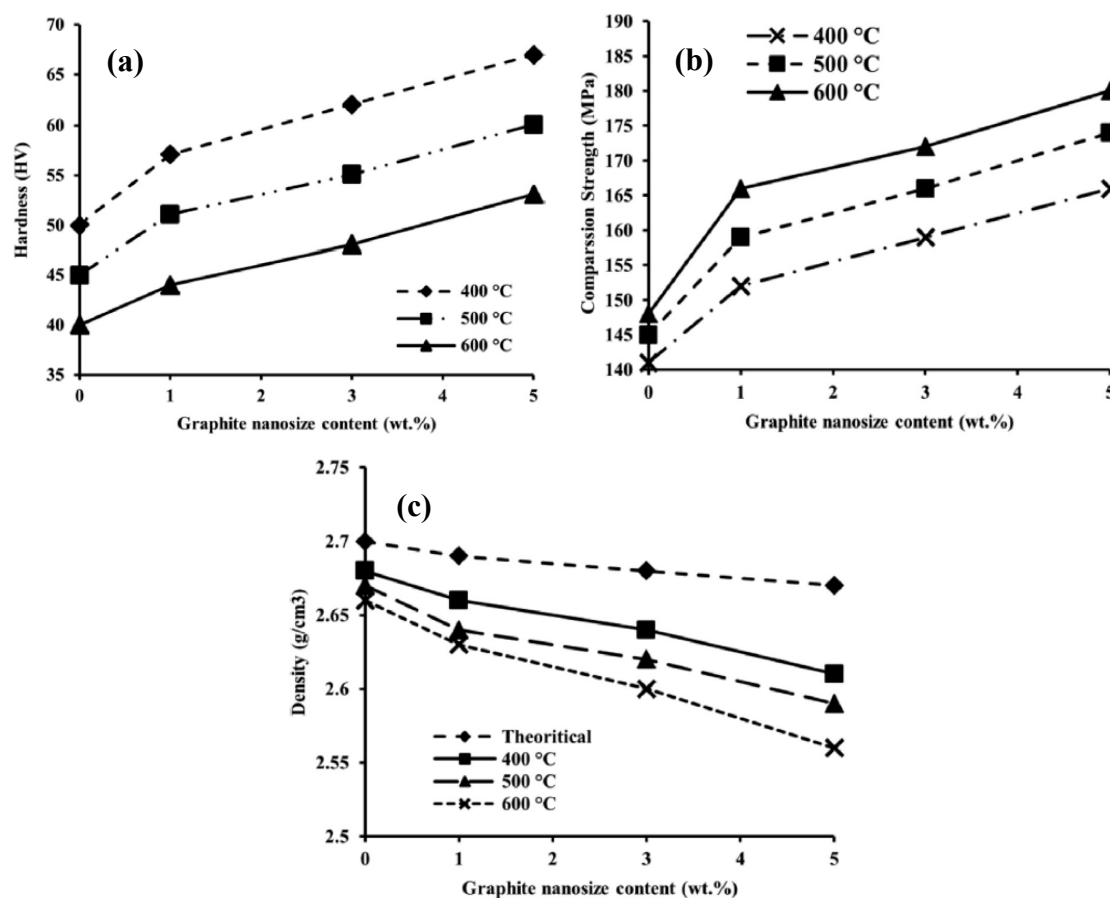 (a)
70
65
60
55
50
45
40
35
Hardness (HV)
400 °C
500 °C
600 °C
0 1 2 3 4 5
Graphite nanosize content (wt.%)
(b)
190
185
180
175
170
165
160
155
150
145
140
Comparssion Strength (MPa)
400 °C
500 °C
600 °C
0 1 2 3 4 5
Graphite nanosize content (wt.%)
(c)
2.75
2.7
2.65
2.6
2.55
2.5
Density (g/cm3)
Theoritical
400 °C
500 °C
600 °C
0 1 2 3 4 5
Graphite nanosize content (wt.%)